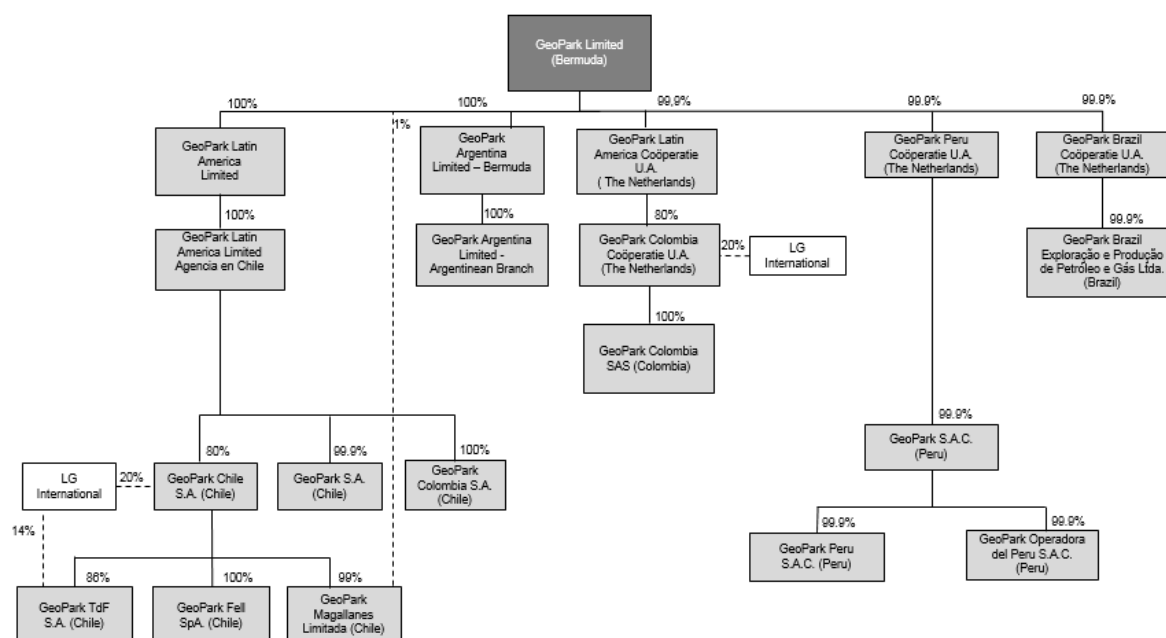 GeoPark Limited
(Bermuda)
100%
100%
99,9%
99.9%
99.9%
1%
GeoPark Latin
America
Limited
GeoPark
Argentina
Limited – Bermuda
GeoPark Latin
America Coöperatie
U.A.
( The Netherlands)
GeoPark Peru
Coöperatie U.A.
(The Netherlands)
GeoPark Brazil
Coöperatie U.A.
(The Netherlands)
100%
100%
80%
99.9%
GeoPark Latin
America Limited
Agencia en Chile
GeoPark Argentina
Limited -
Argentinean Branch
GeoPark Colombia
Coöperatie U.A.
(The Netherlands)
20%
LG
International
GeoPark Brazil
Exploração e Produção
de Petróleo e Gás Ltda.
(Brazil)
100%
GeoPark Colombia
SAS (Colombia)
99.9%
GeoPark S.A.C.
(Peru)
80%
99.9%
100%
LG
International
20%
GeoPark Chile
S.A. (Chile)
GeoPark S.A.
(Chile)
GeoPark
Colombia S.A.
(Chile)
14%
99.9%
99.9%
GeoPark Peru
S.A.C. (Peru)
GeoPark Operadora
del Peru S.A.C.
(Peru)
86%
100%
99%
GeoPark TdF
S.A. (Chile)
GeoPark Fell
SpA. (Chile)
GeoPark
Magallanes
Limitada (Chile)